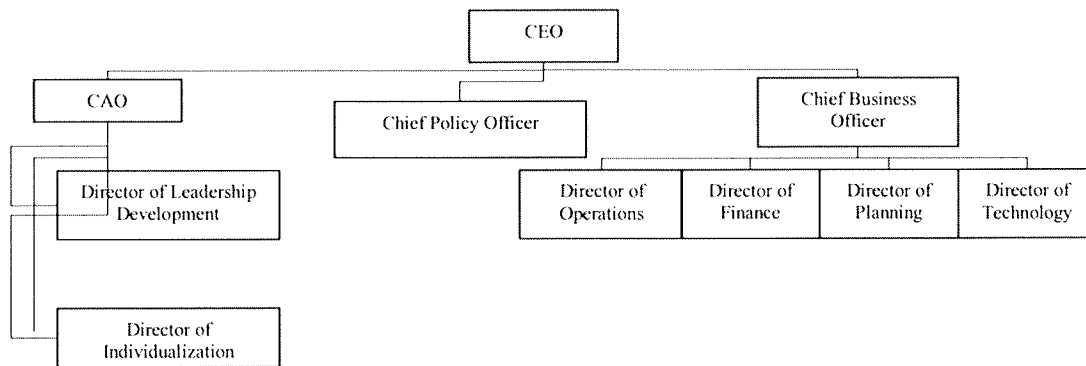 CEO
CAO
Chief Policy Officer
Chief Business
Officer
Director of Leadership
Development
Director of
Operations
Director of
Finance
Director of
Planning
Director of
Technology
Director of
Individualization